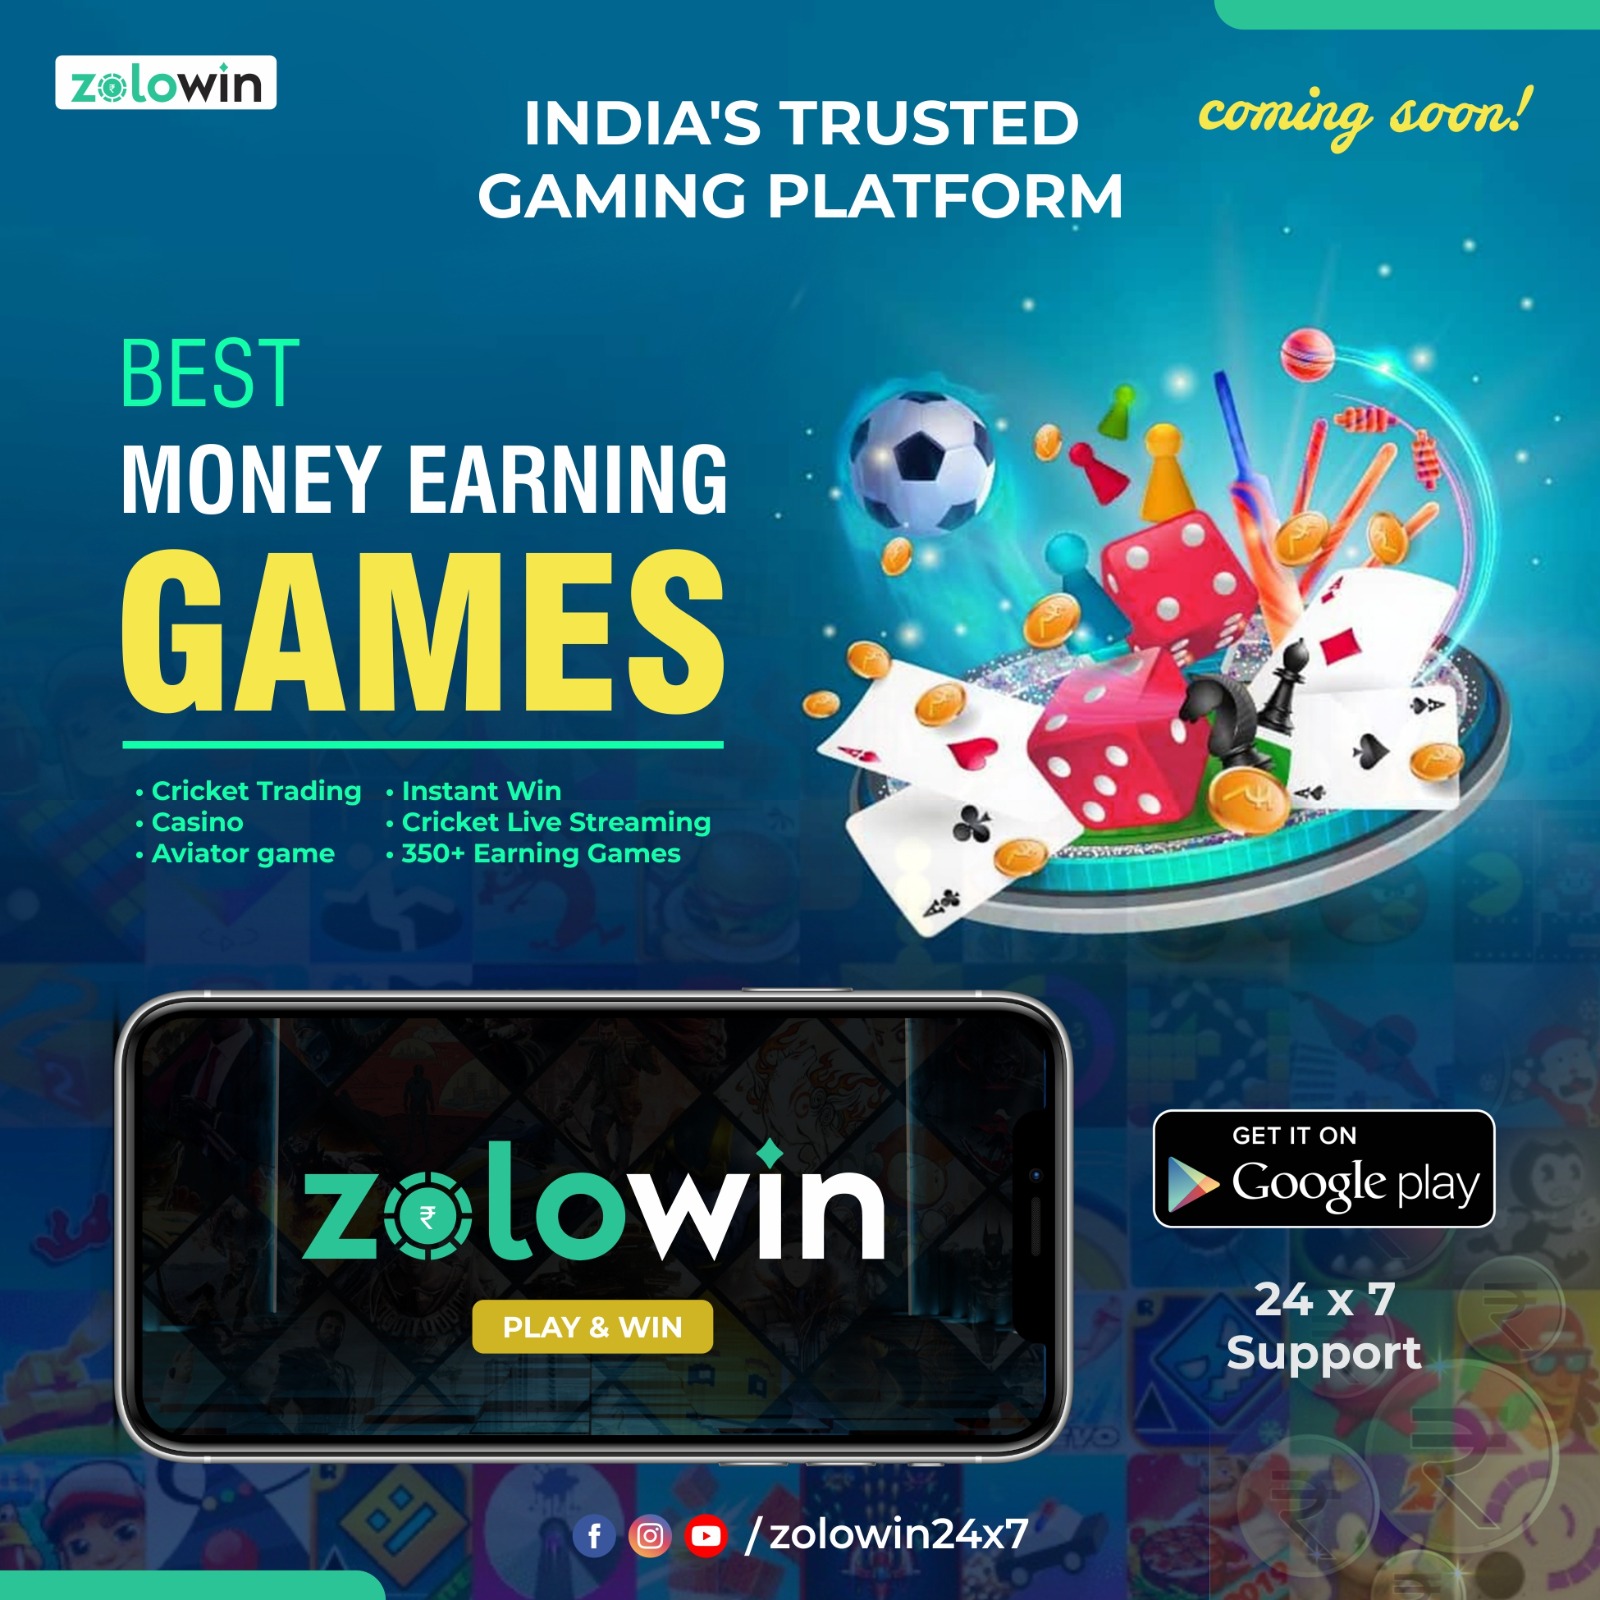 zolowin
coming soon!
INDIA'S TRUSTED
GAMING PLATFORM
BEST
MONEY EARNING
GAMES
• Cricket Trading
• Casino
• Aviator game
• Instant Win
• Cricket Live Streaming
• 350+ Earning Games
zolowin
PLAY & WIN
GET IT ON
Google play
24 x 7
Support
/zolowin24x7